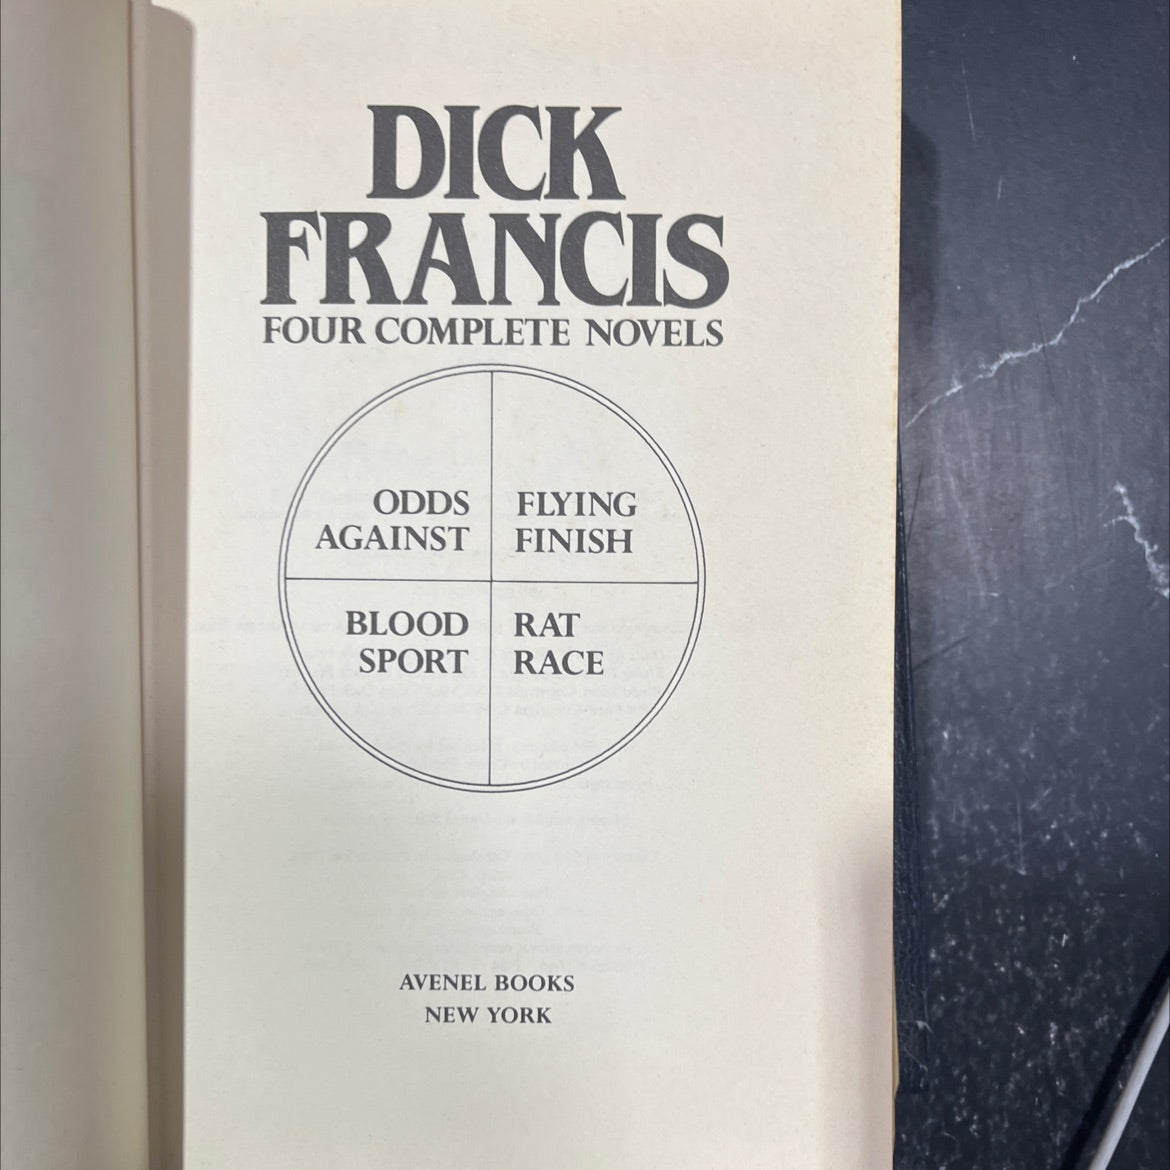 DICK
FRANCIS
FOUR COMPLETE NOVELS
ODDS
AGAINST
FLYING
FINISH
BLOOD
SPORT
RAT
RACE
AVENEL BOOKS
NEW YORK